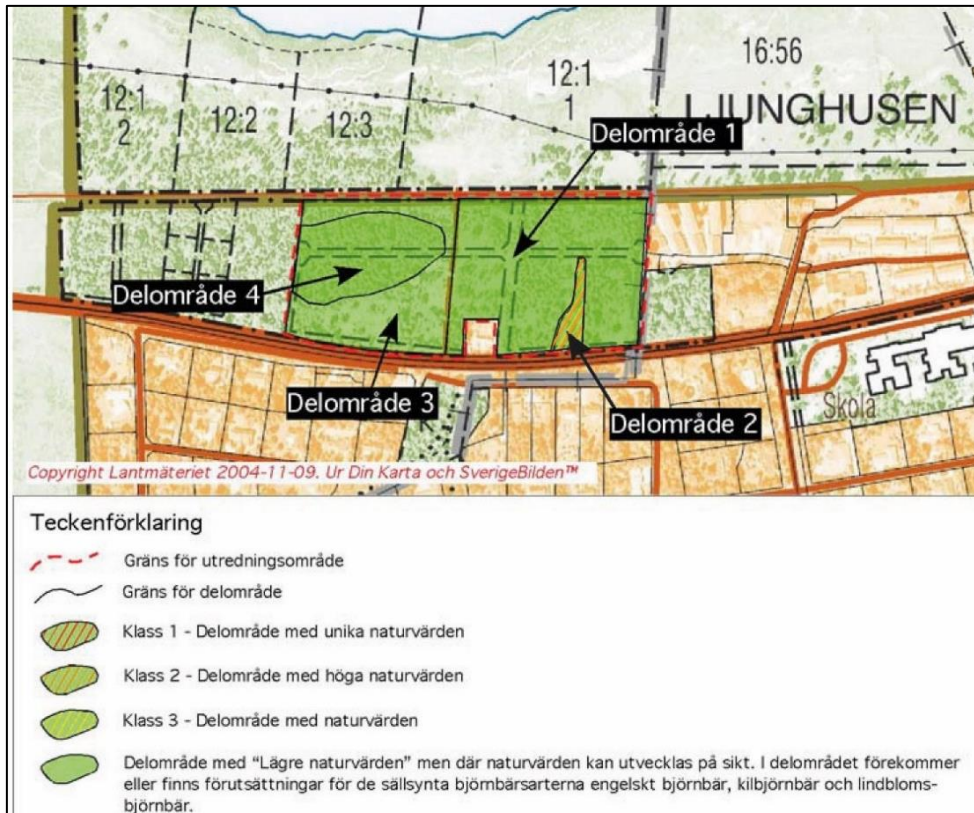 12:1
2
12:2
12:3
12:1
1
16:56
LJUNGHUSEN
Delområde 1
Delområde 4
Delområde 3
Delområde 2
Skola
Copyright Lantmäteriet 2004-11-09. Ur Din Karta och SverigeBilden™
Teckenförklaring
Gräns för utredningsområde
Gräns för delområde
Klass 1 - Delområde med unika naturvärden
Klass 2 - Delområde med höga naturvärden
Klass 3 - Delområde med naturvärden
Delområde med “Lägre naturvärden” men där naturvärden kan utvecklas på sikt. I delområdet förekommer
eller finns förutsättningar för de sällsynta björnbärsarterna engelskt björnbär, kilbjörnbär och lindbloms-
björnbär.